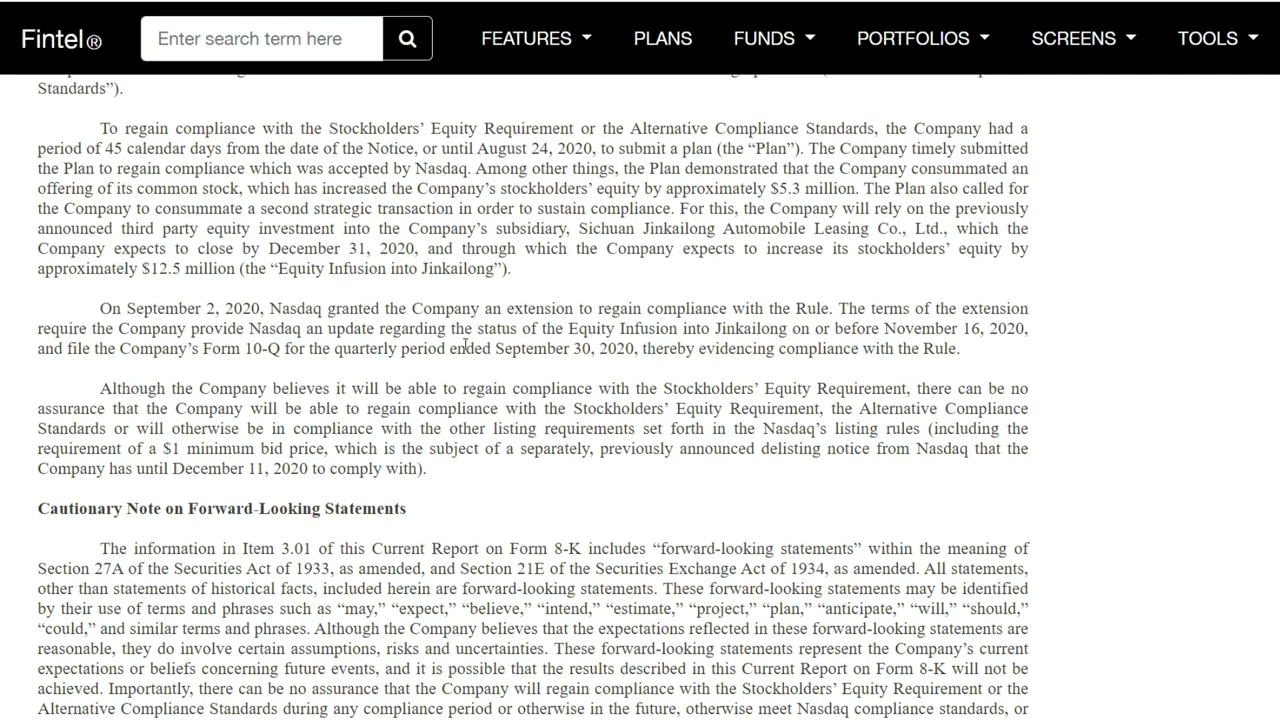 Fintel®
Enter search term here
FEATURES
PLANS
FUNDS
PORTFOLIOS
SCREENS
TOOLS
Standards”).
To regain compliance with the Stockholders’ Equity Requirement or the Alternative Compliance Standards, the Company had a
period of 45 calendar days from the date of the Notice, or until August 24, 2020, to submit a plan (the “Plan”). The Company timely submitted
the Plan to regain compliance which was accepted by Nasdaq. Among other things, the Plan demonstrated that the Company consummated an
offering of its common stock, which has increased the Company’s stockholders’ equity by approximately $5.3 million. The Plan also called for
the Company to consummate a second strategic transaction in order to sustain compliance. For this, the Company will rely on the previously
announced third party equity investment into the Company’s subsidiary, Sichuan Jinkailong Automobile Leasing Co., Ltd., which the
Company expects to close by December 31, 2020, and through which the Company expects to increase its stockholders’ equity by
approximately $12.5 million (the “Equity Infusion into Jinkailong”).
On September 2, 2020, Nasdaq granted the Company an extension to regain compliance with the Rule. The terms of the extension
require the Company provide Nasdaq an update regarding the status of the Equity Infusion into Jinkailong on or before November 16, 2020,
and file the Company’s Form 10-Q for the quarterly period ended September 30, 2020, thereby evidencing compliance with the Rule.
Although the Company believes it will be able to regain compliance with the Stockholders’ Equity Requirement, there can be no
assurance that the Company will be able to regain compliance with the Stockholders’ Equity Requirement, the Alternative Compliance
Standards or will otherwise be in compliance with the other listing requirements set forth in the Nasdaq’s listing rules (including the
requirement of a $1 minimum bid price, which is the subject of a separately, previously announced delisting notice from Nasdaq that the
Company has until December 11, 2020 to comply with).
Cautionary Note on Forward-Looking Statements
The information in Item 3.01 of this Current Report on Form 8-K includes “forward-looking statements” within the meaning of
Section 27A of the Securities Act of 1933, as amended, and Section 21E of the Securities Exchange Act of 1934, as amended. All statements,
other than statements of historical facts, included herein are forward-looking statements. These forward-looking statements may be identified
by their use of terms and phrases such as “may,” “expect,” “believe,” “intend,” “estimate,” “project,” “plan,” “anticipate,” “will,” “should,”
“could,” and similar terms and phrases. Although the Company believes that the expectations reflected in these forward-looking statements are
reasonable, they do involve certain assumptions, risks and uncertainties. These forward-looking statements represent the Company’s current
expectations or beliefs concerning future events, and it is possible that the results described in this Current Report on Form 8-K will not be
achieved. Importantly, there can be no assurance that the Company will regain compliance with the Stockholders’ Equity Requirement or the
Alternative Compliance Standards during any compliance period or otherwise in the future, otherwise meet Nasdaq compliance standards, or